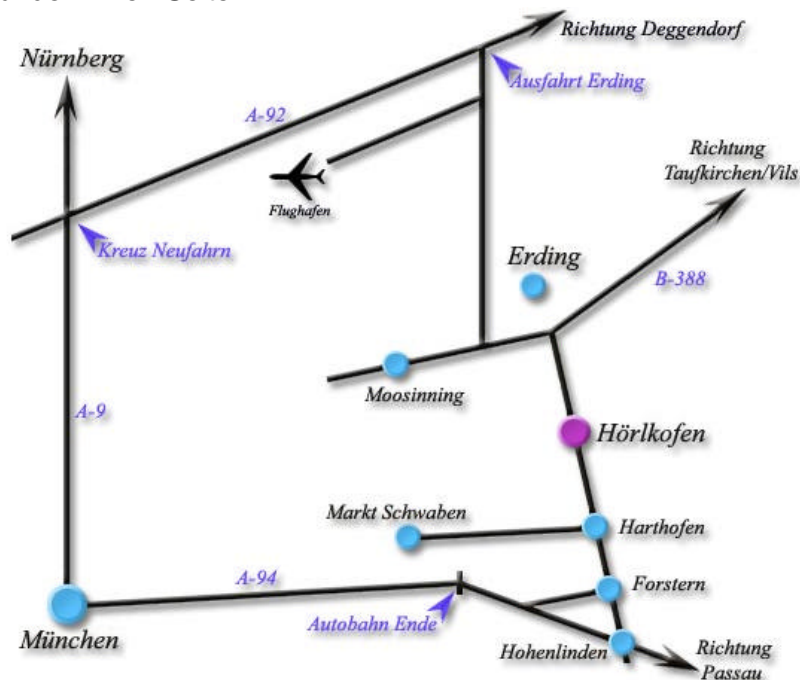 Richtung Deggendorf
Nürnberg
Ausfahrt Erding
A-92
Richtung
Taufkirchen/Vils
Flughafen
Kreuz Neufahrn
Erding
B-388
Moosinning
A-9
Hörlkofen
Markt Schwaben
Harthofen
A-94
Forstern
Autobahn Ende
München
Hohenlinden
Richtung
Passau